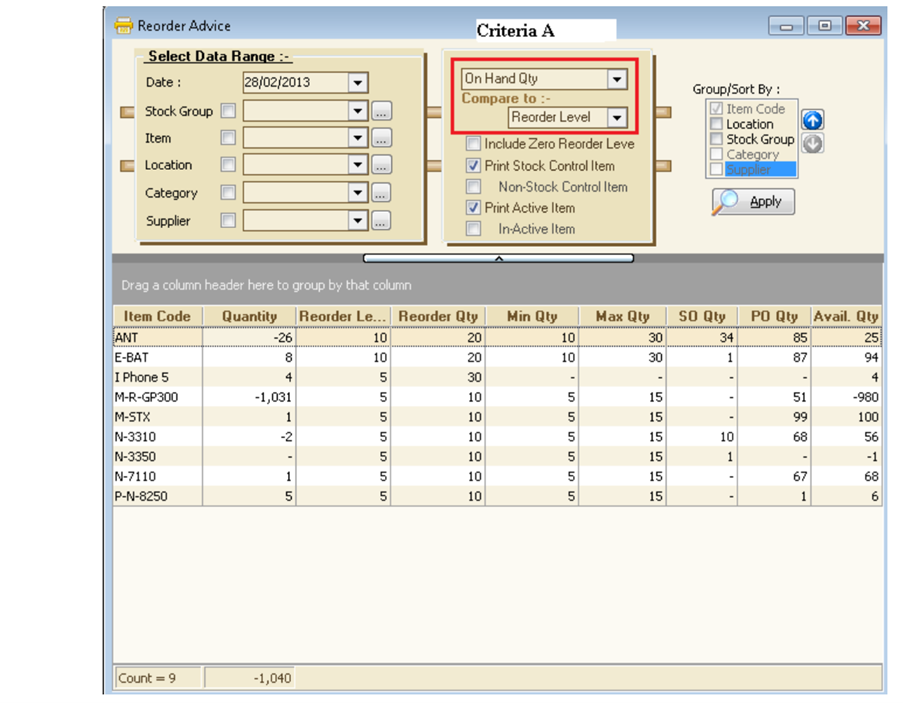 Reorder Advice
Criteria A
Select Data Range :-
Date : 28/02/2013
Stock Group ...
Item ...
Location ...
Category ...
Supplier ...
On Hand Qty
Compare to :-
Reorder Level
Include Zero Reorder Leve
Print Stock Control Item
Non-Stock Control Item
Print Active Item
In-Active Item
Group/Sort By :
Item Code
Location
Stock Group
Category
Supplier
Apply
Drag a column header here to group by that column
Item Code Quantity Reorder Le... Reorder Qty Min Qty Max Qty SO Qty PO Qty Avail. Qty
ANT -26 10 20 10 30 34 85 25
E-BAT 8 10 20 10 30 1 87 94
I Phone 5 4 5 30 - - - - 4
M-R-GP300 -1,031 5 10 5 15 - 51 -980
M-STX 1 5 10 5 15 - 99 100
N-3310 -2 5 10 5 15 10 68 56
N-3350 - 5 10 5 15 1 - -1
N-7110 1 5 10 5 15 - 67 68
P-N-8250 5 5 10 5 15 - 1 6
Count = 9 -1,040